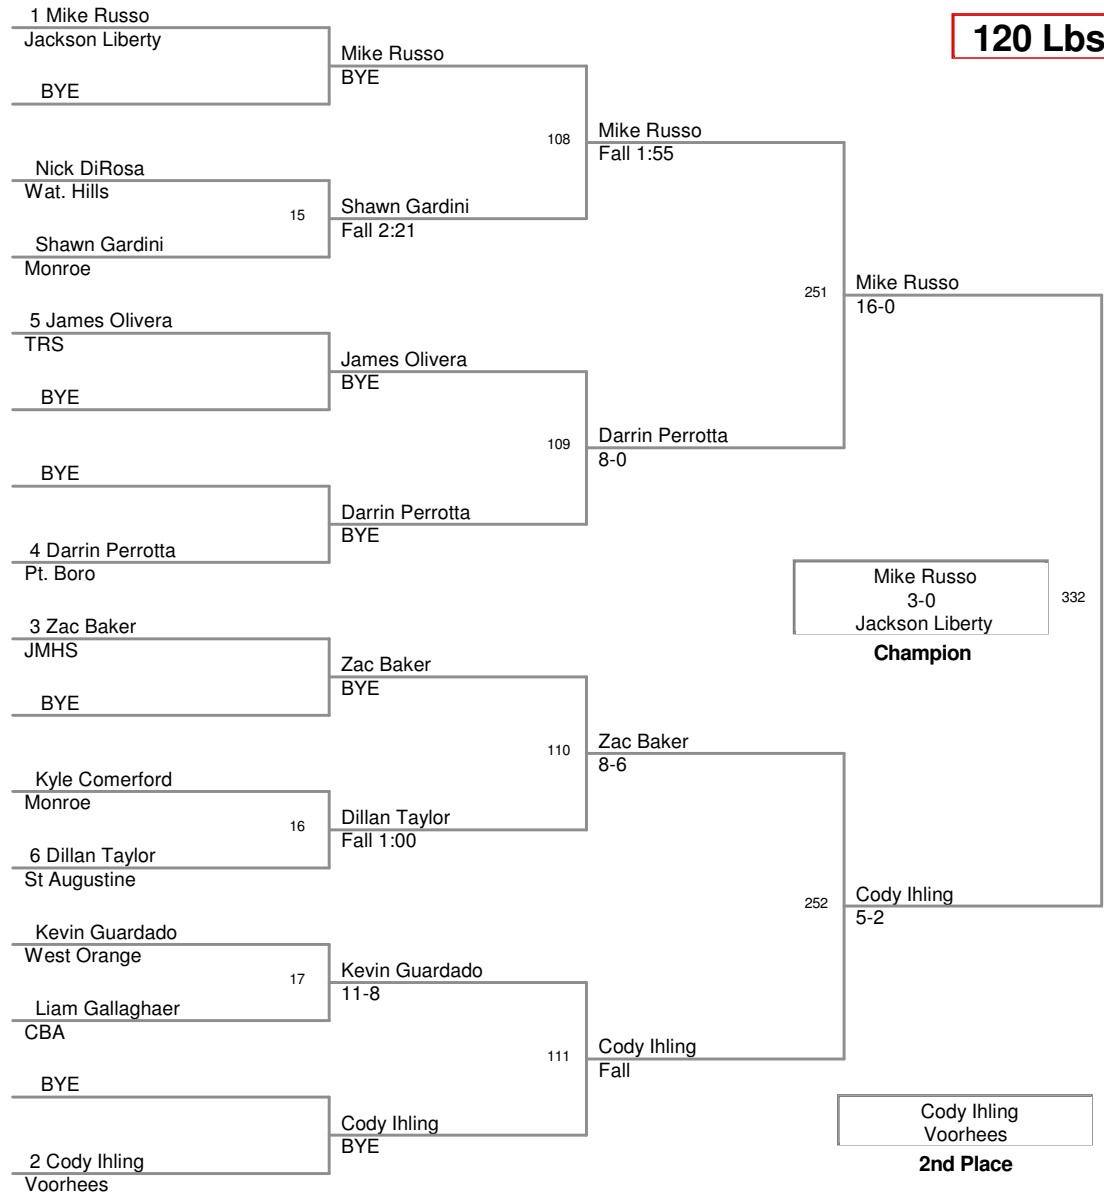 1 Mike Russo
Jackson Liberty
120 Lbs
Mike Russo
BYE
BYE
108
Mike Russo
Fall 1:55
Nick DiRosa
Wat. Hills
15
Shawn Gardini
Fall 2:21
Shawn Gardini
Monroe
251
Mike Russo
16-0
5 James Olivera
TRS
James Olivera
BYE
BYE
109
Darrin Perrotta
8-0
BYE
Darrin Perrotta
BYE
4 Darrin Perrotta
Pt. Boro
Mike Russo
3-0
Jackson Liberty
332
Champion
3 Zac Baker
JMHS
Zac Baker
BYE
BYE
110
Zac Baker
8-6
Kyle Comerford
Monroe
16
Dillan Taylor
Fall 1:00
6 Dillan Taylor
St Augustine
252
Cody Ihling
5-2
Kevin Guardado
West Orange
17
Kevin Guardado
11-8
Liam Gallaghaer
CBA
111
Cody Ihling
Fall
BYE
Cody Ihling
BYE
2 Cody Ihling
Voorhees
Cody Ihling
Voorhees
2nd Place